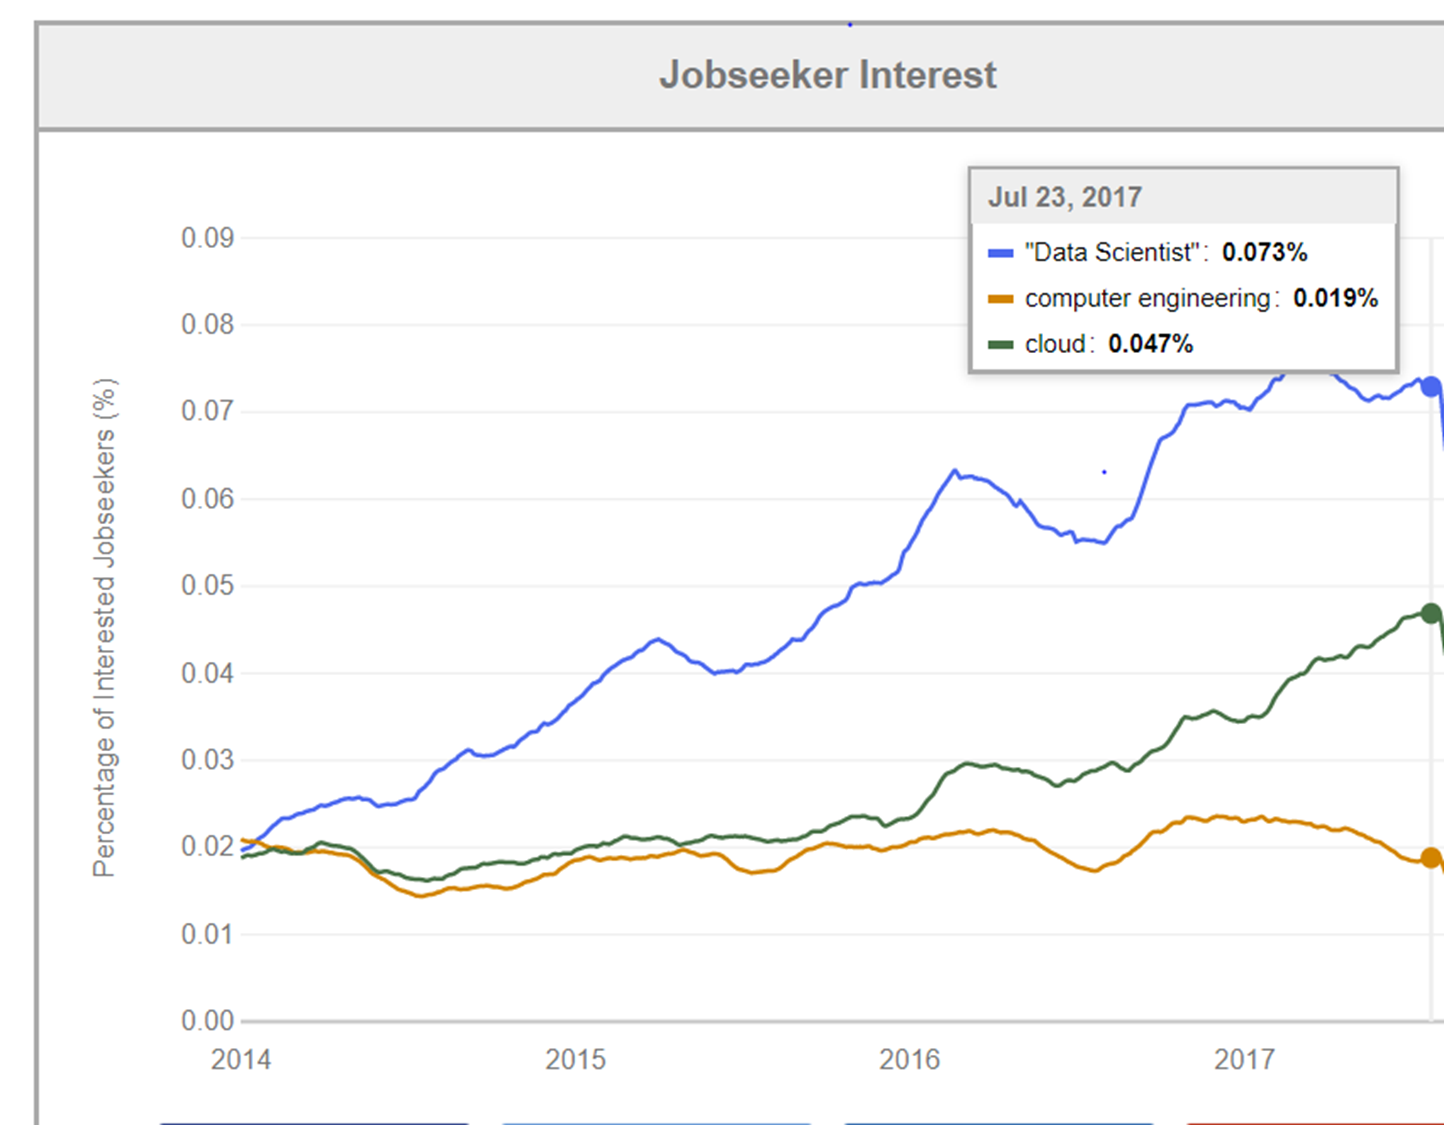 Jobseeker Interest
Jul 23, 2017
"Data Scientist": 0.073%
computer engineering: 0.019%
cloud: 0.047%
Percentage of Interested Jobseekers (%)
0.09
0.08
0.07
0.06
0.05
0.04
0.03
0.02
0.01
0.00
2014 2015 2016 2017